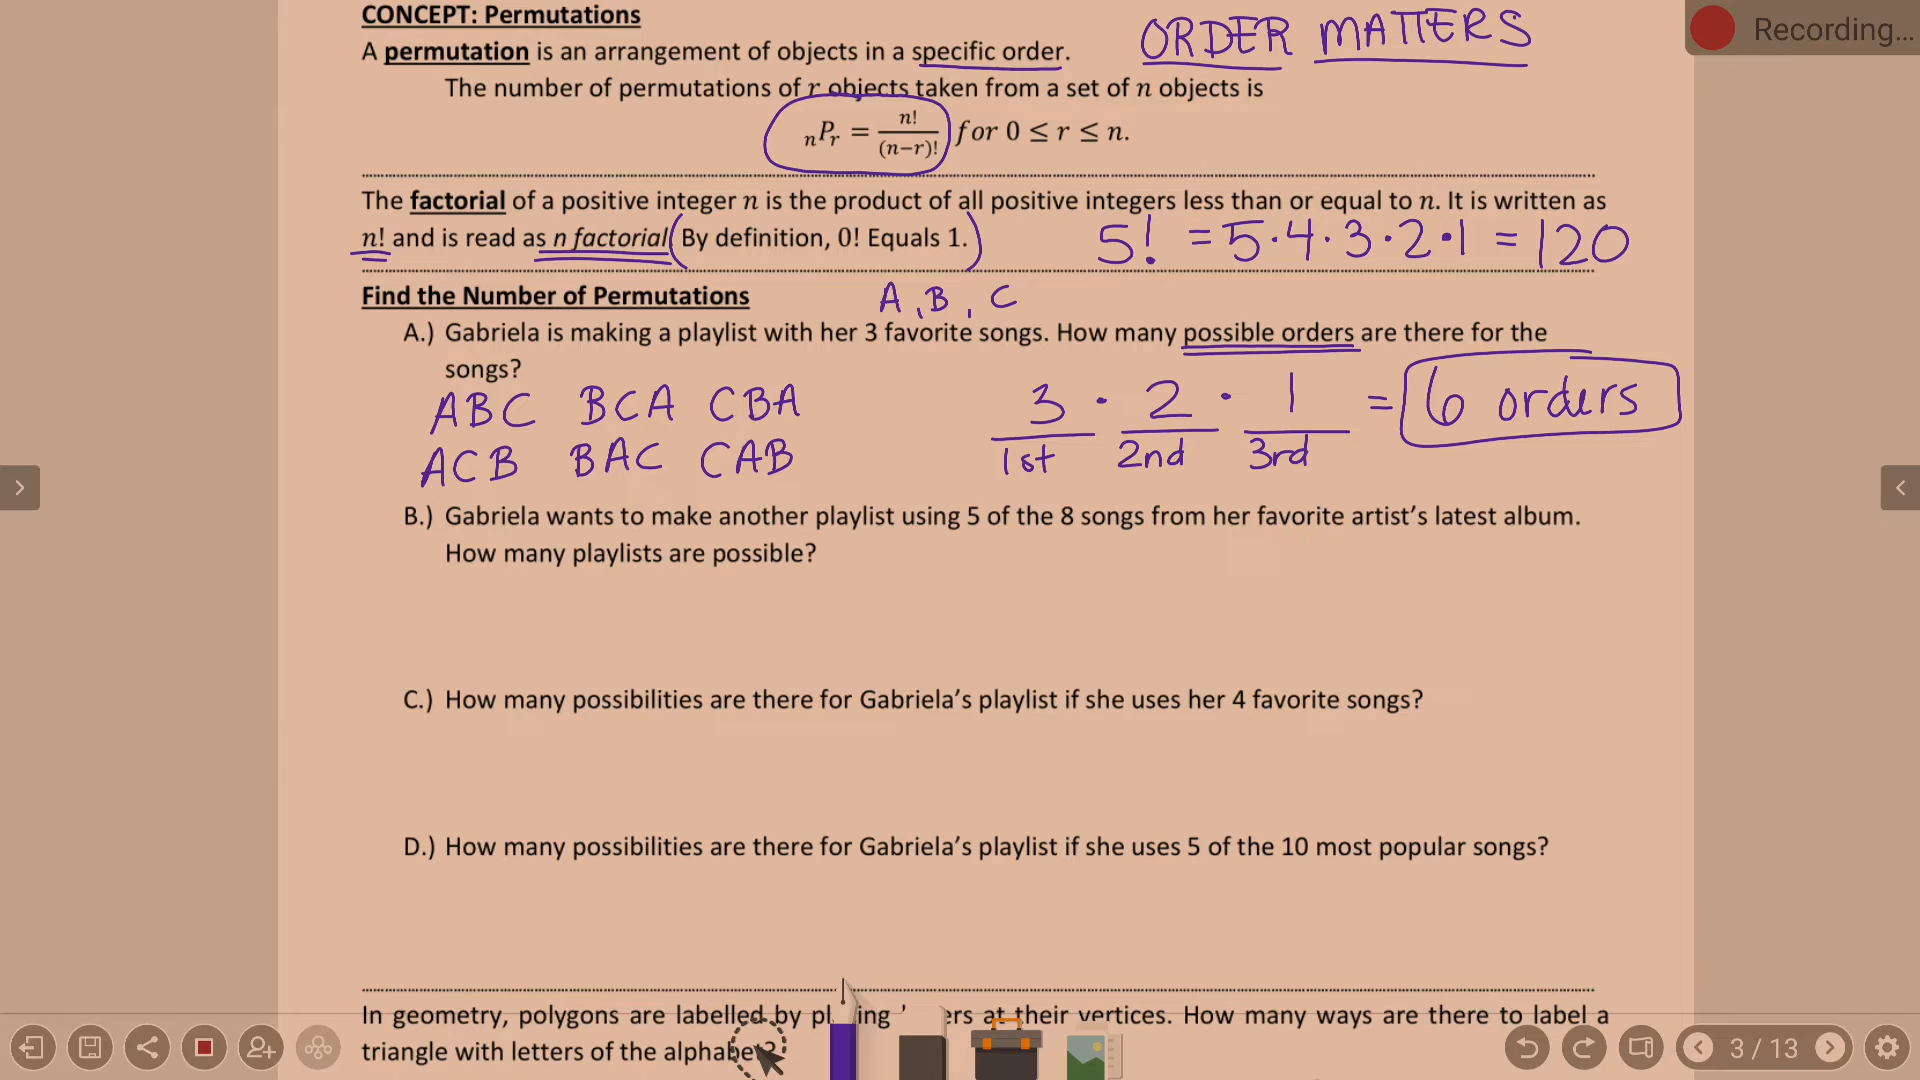 CONCEPT: Permutations
ORDER MATTERS
Recording...
A permutation is an arrangement of objects in a specific order.
The number of permutations of r objects taken from a set of n objects is
nPr = n!/(n−r)! for 0 ≤ r ≤ n.
The factorial of a positive integer n is the product of all positive integers less than or equal to n. It is written as
n! and is read as n factorial (By definition, 0! Equals 1.)
5! = 5·4·3·2·1 = 120
Find the Number of Permutations
A, B, C
A.) Gabriela is making a playlist with her 3 favorite songs. How many possible orders are there for the
songs?
ABC BCA CBA
ACB BAC CAB
3 · 2 · 1 = 6 orders
1st 2nd 3rd
B.) Gabriela wants to make another playlist using 5 of the 8 songs from her favorite artist’s latest album.
How many playlists are possible?
C.) How many possibilities are there for Gabriela’s playlist if she uses her 4 favorite songs?
D.) How many possibilities are there for Gabriela’s playlist if she uses 5 of the 10 most popular songs?
In geometry, polygons are labelled by at their vertices. How many ways are there to label a
triangle with letters of the
3 / 13